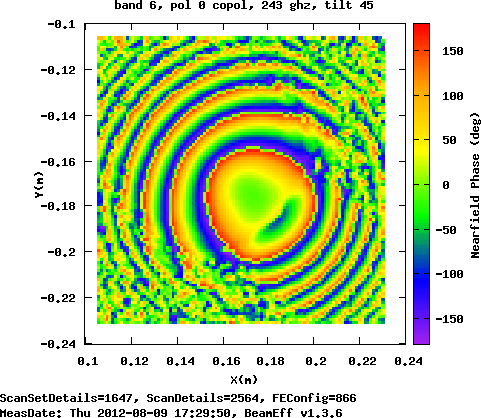 band 6, pol 0 copol, 243 ghz, tilt 45
-0.1
-0.12
-0.14
-0.16
-0.18
-0.2
-0.22
-0.24
Y(m)
0.1 0.12 0.14 0.16 0.18 0.2 0.22 0.24
X(m)
150
100
50
0
-50
-100
-150
Nearfield Phase (deg)
ScanSetDetails=1647, ScanDetails=2564, FEConfig=866
MeasDate: Thu 2012-08-09 17:29:50, BeamEff v1.3.6